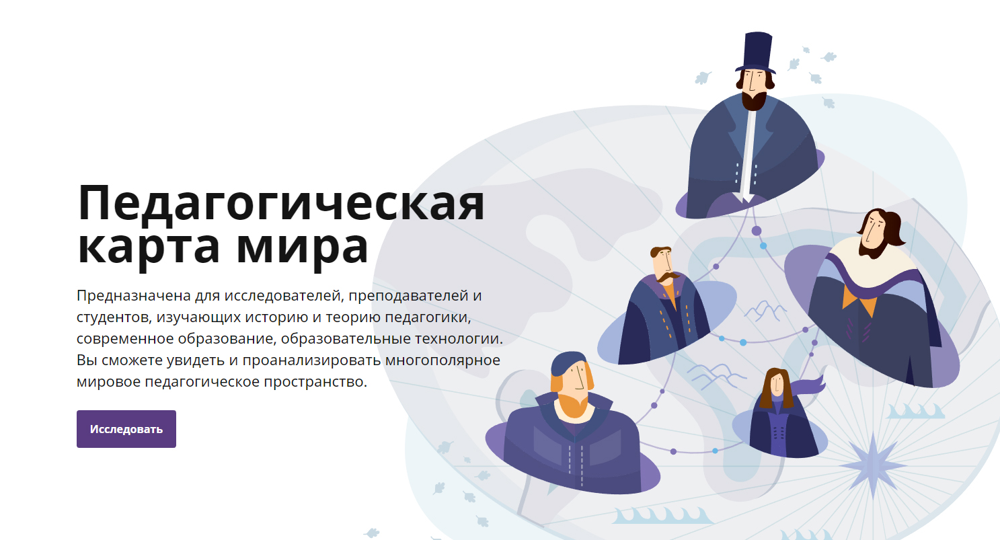 Педагогическая
карта мира
Предназначена для исследователей, преподавателей и
студентов, изучающих историю и теорию педагогики,
современное образование, образовательные технологии.
Вы сможете увидеть и проанализировать многополярное
мировое педагогическое пространство.
Исследовать